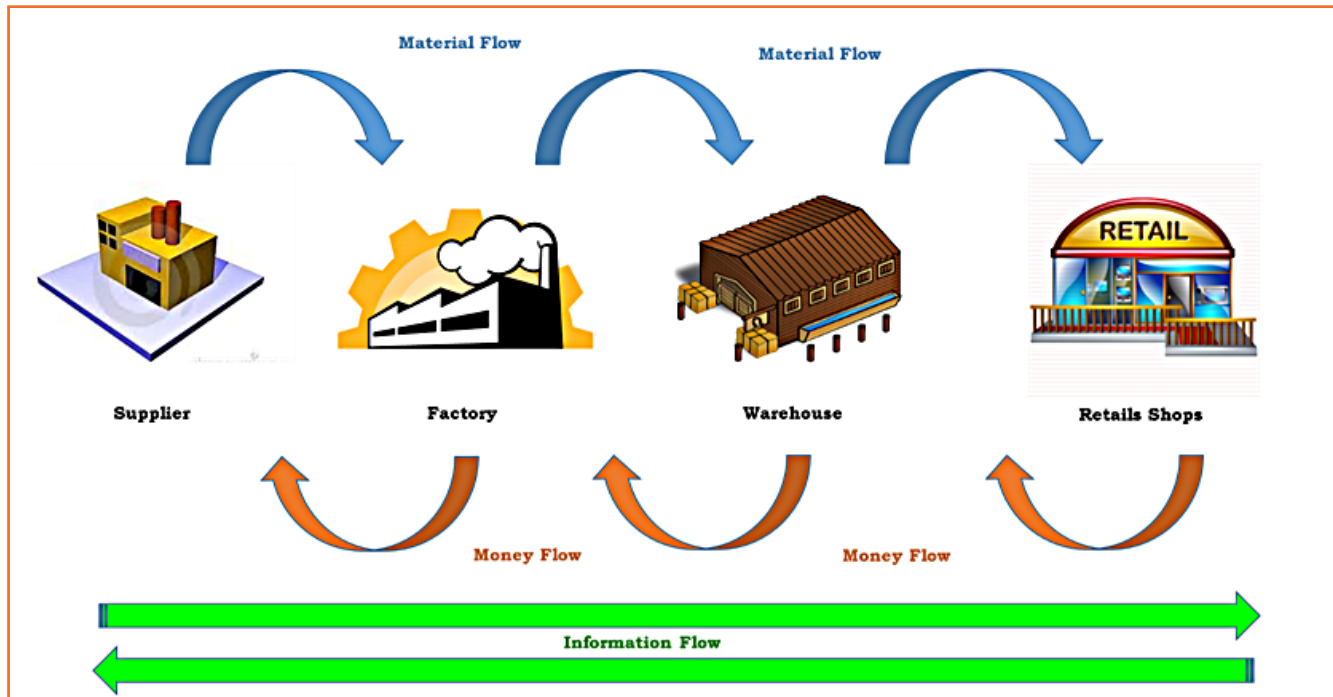 Material Flow
Material Flow
RETAIL
Supplier
Factory
Warehouse
Retails Shops
Money Flow
Money Flow
Information Flow